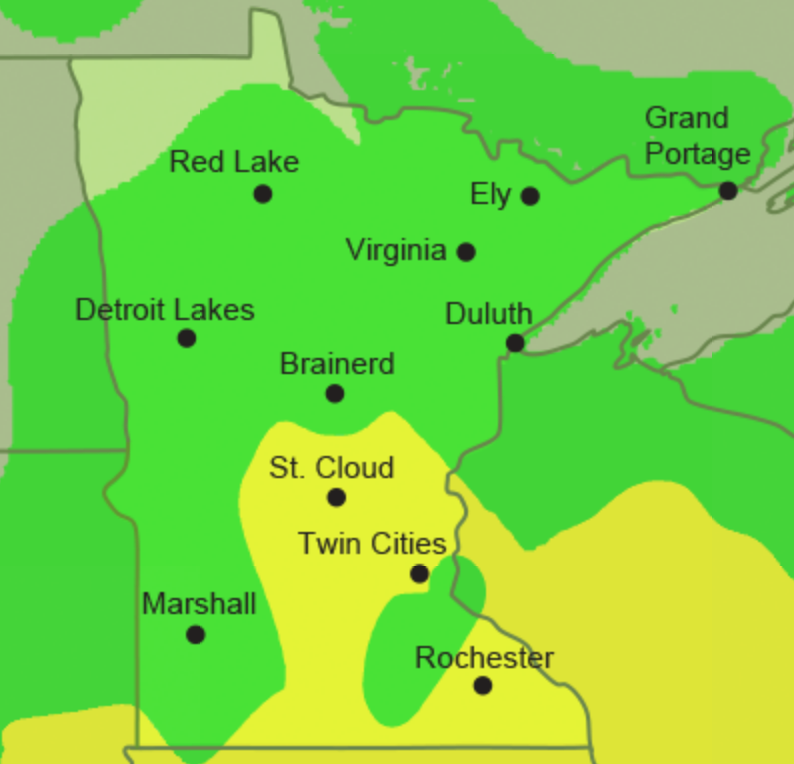 Grand
Portage
Red Lake
Ely
Virginia
Detroit Lakes
Duluth
Brainerd
St. Cloud
Twin Cities
Marshall
Rochester